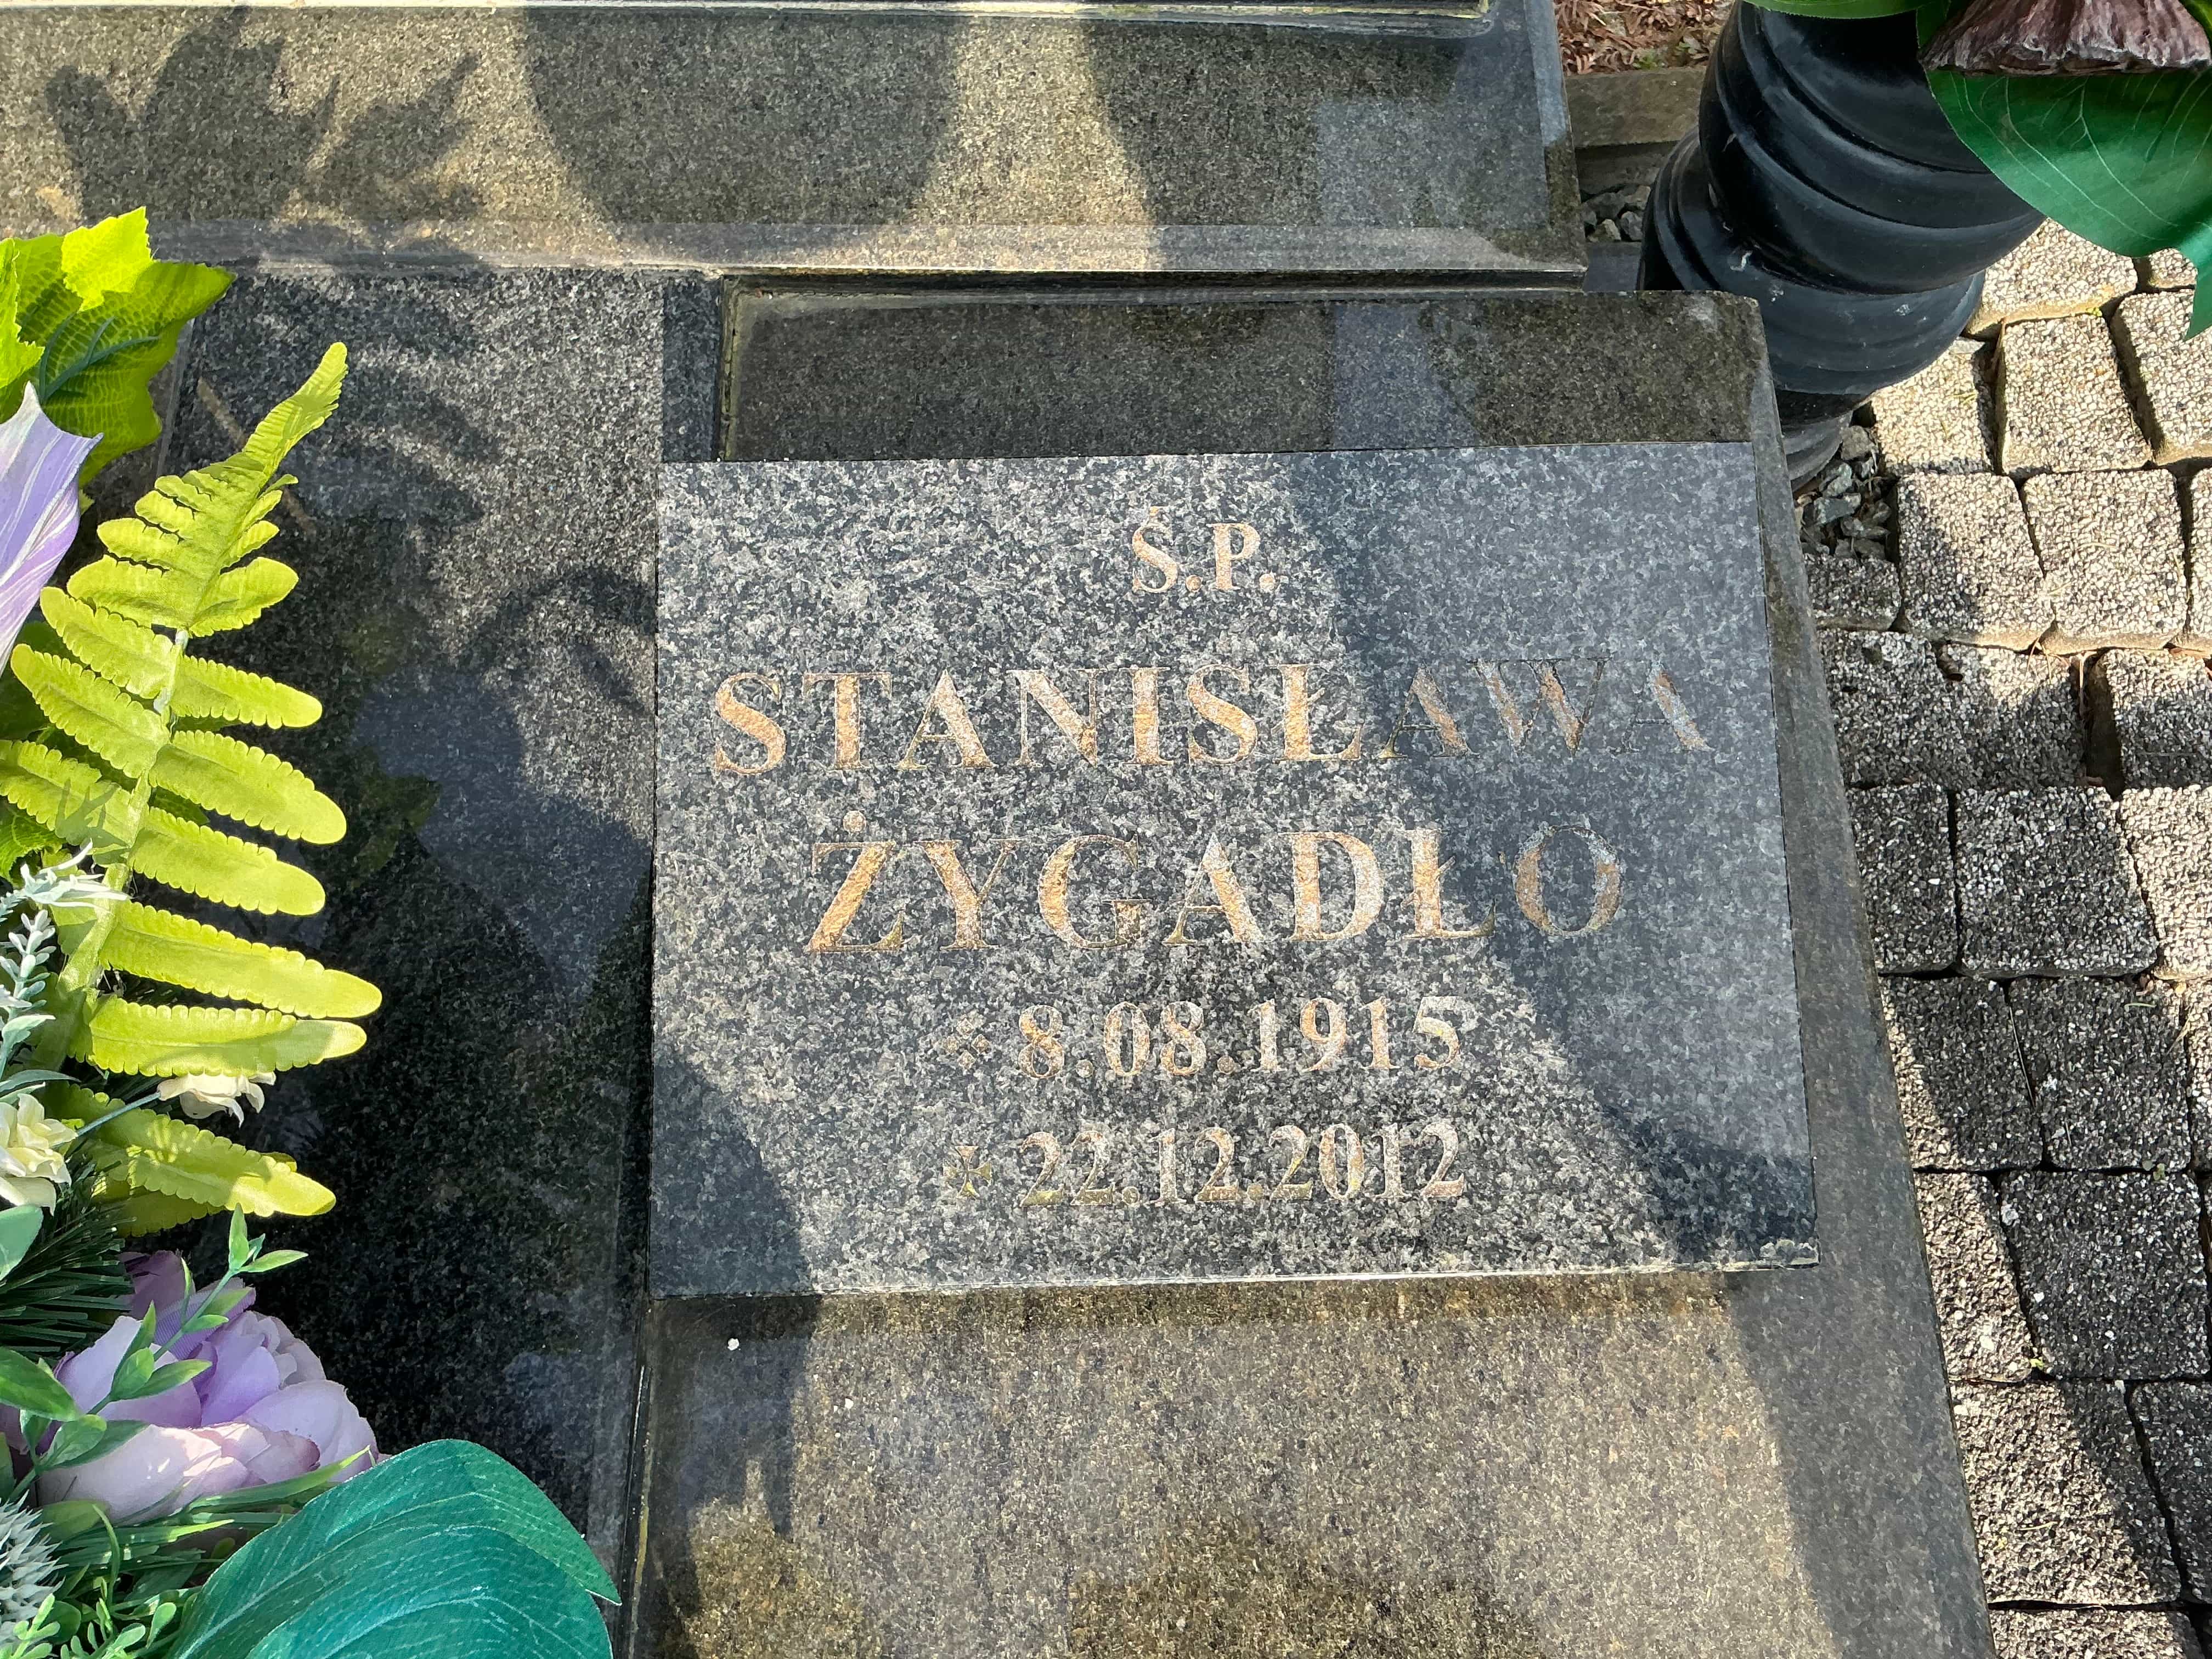 Ś.P.
STANISŁAWA
ŻYGADŁO
8.08.1915
22.12.2012